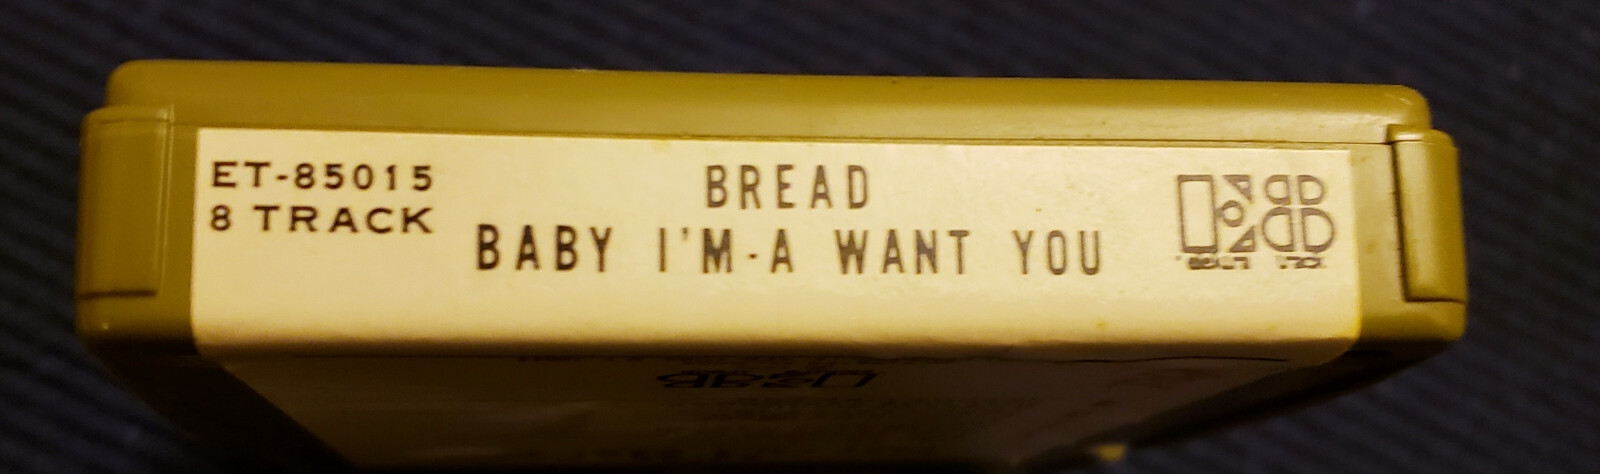 ET-85015
8 TRACK
BREAD
BABY I'M-A WANT YOU